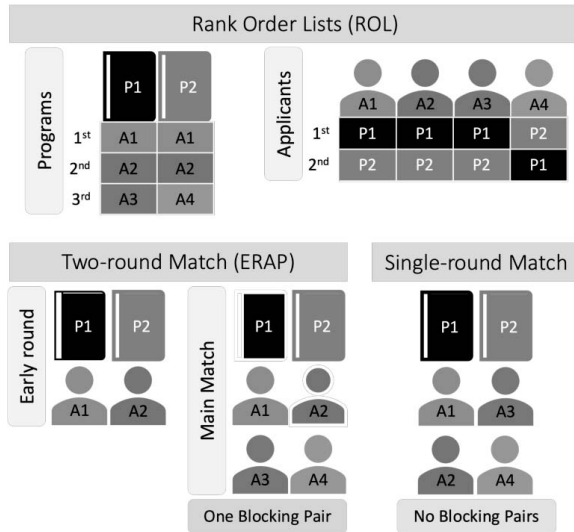 Rank Order Lists (ROL)
Programs
P1 P2
1st A1 A1
2nd A2 A2
3rd A3 A4
Applicants
A1 A2 A3 A4
1st P1 P1 P1 P2
2nd P2 P2 P2 P1
Two-round Match (ERAP)
Early round
P1 P2
A1 A2
Main Match
P1 P2
A1 A2
A3 A4
One Blocking Pair
Single-round Match
P1 P2
A1 A3
A2 A4
No Blocking Pairs